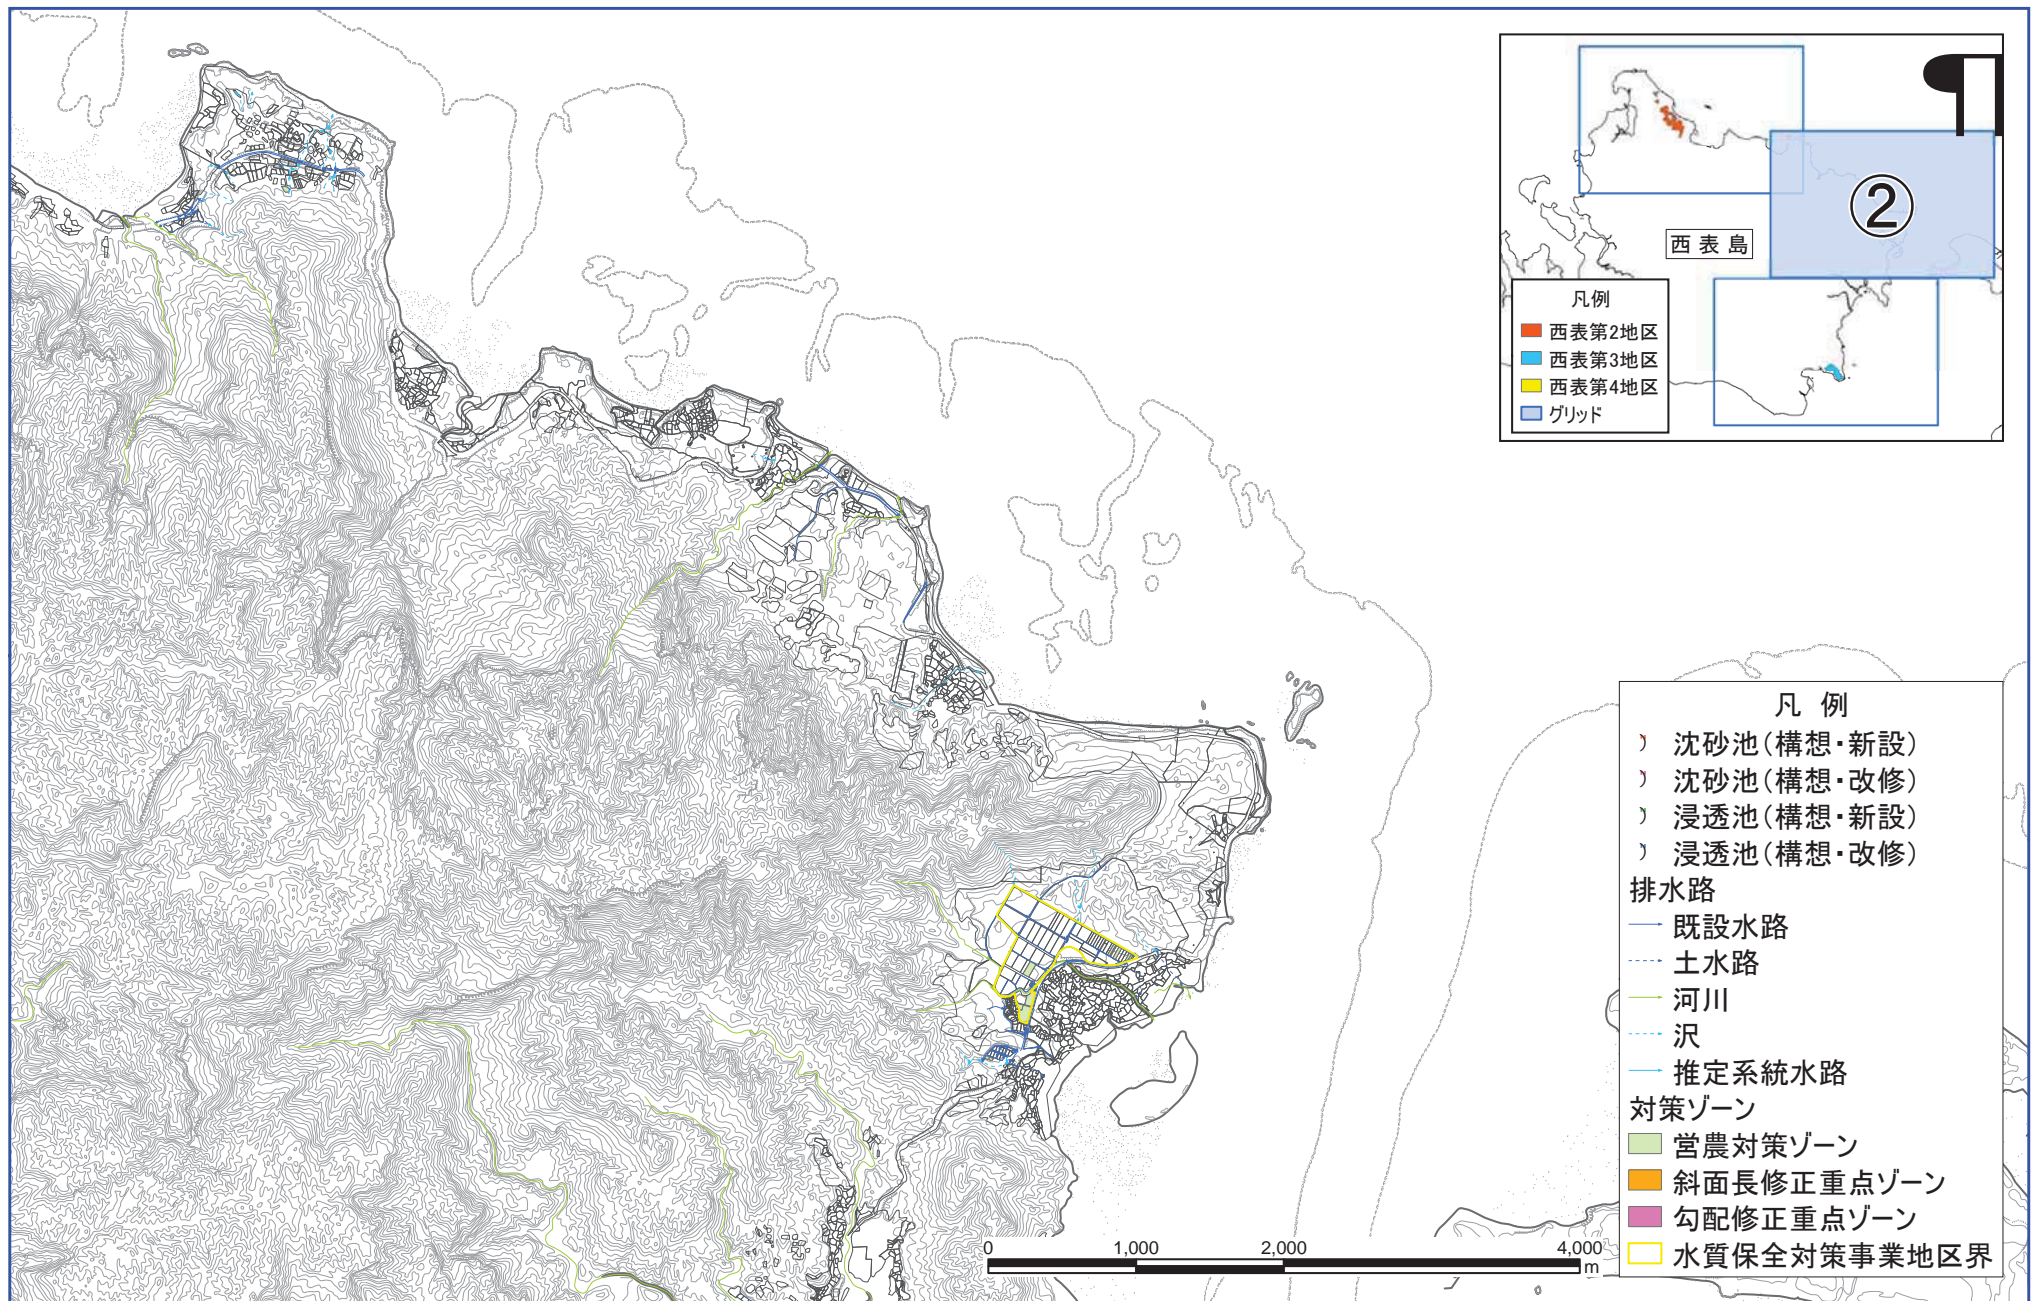 ②
西表島
凡例
西表第2地区
西表第3地区
西表第4地区
グリッド
凡 例
沈砂池(構想・新設)
沈砂池(構想・改修)
浸透池(構想・新設)
浸透池(構想・改修)
排水路
既設水路
土水路
河川
沢
推定系統水路
対策ゾーン
営農対策ゾーン
斜面長修正重点ゾーン
勾配修正重点ゾーン
水質保全対策事業地区界
0 1,000 2,000 4,000
m